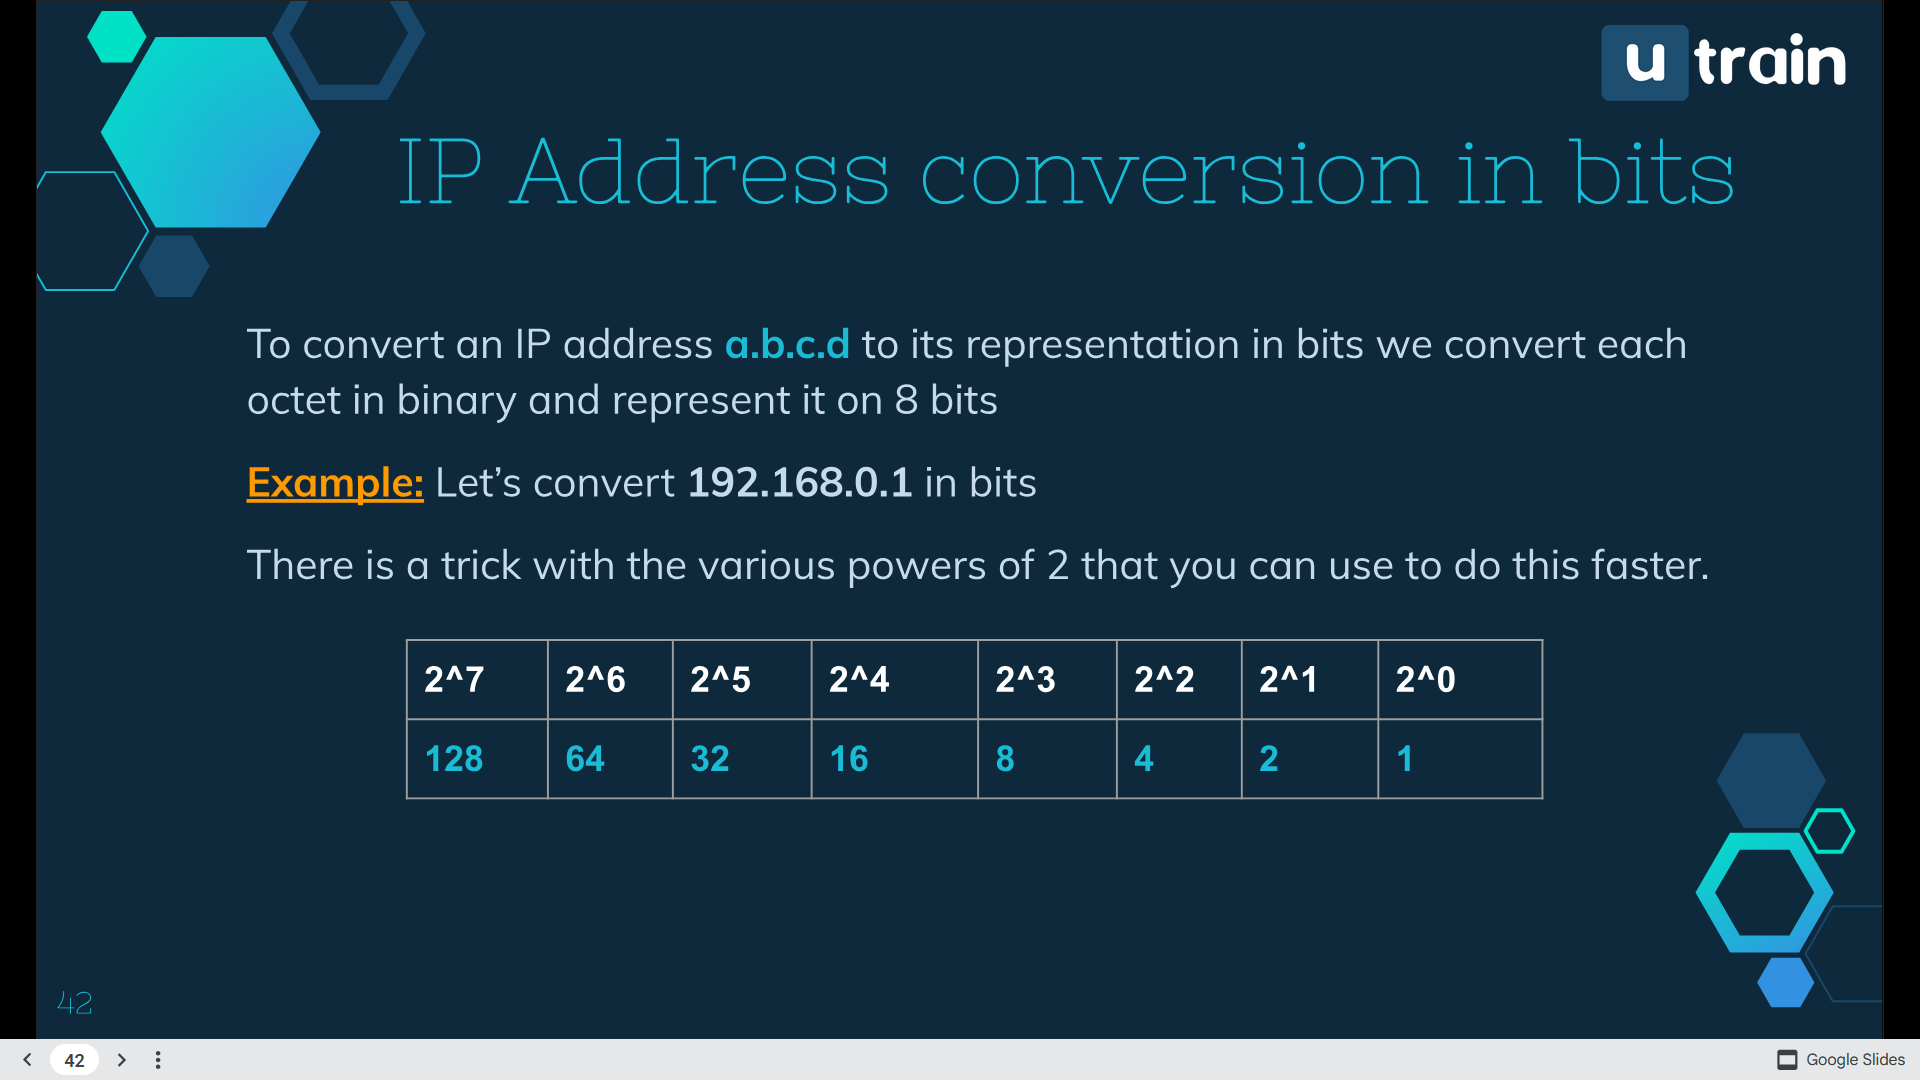 u train
IP Address conversion in bits
To convert an IP address a.b.c.d to its representation in bits we convert each
octet in binary and represent it on 8 bits
Example: Let’s convert 192.168.0.1 in bits
There is a trick with the various powers of 2 that you can use to do this faster.
2^7 2^6 2^5 2^4 2^3 2^2 2^1 2^0
128 64 32 16 8 4 2 1
42
42 Google Slides